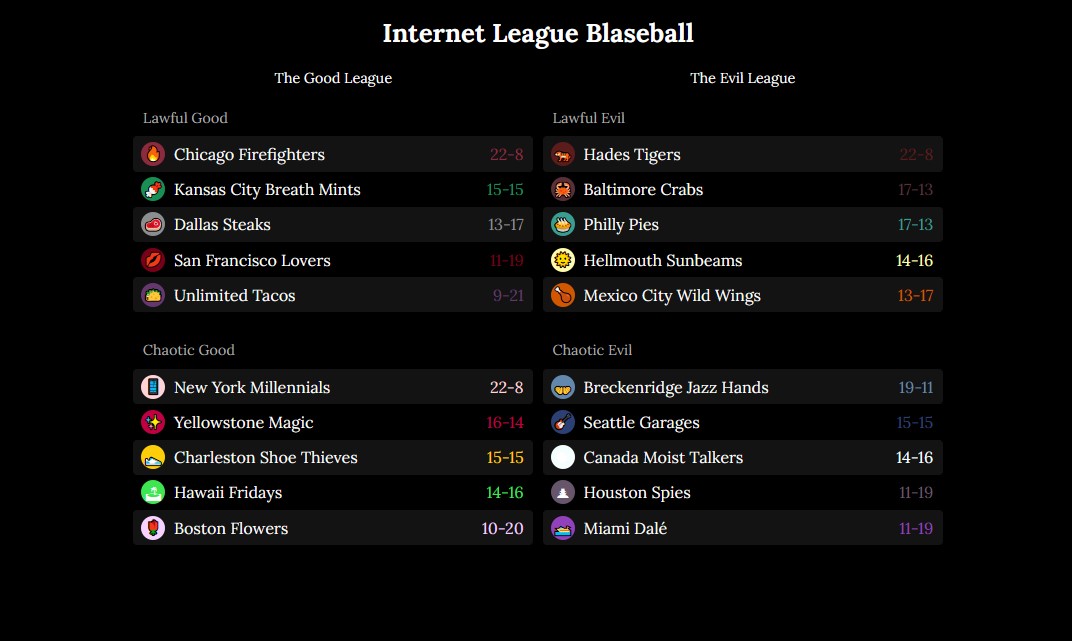 Internet League Blaseball
The Good League
Lawful Good
Chicago Firefighters 22-8
Kansas City Breath Mints 15-15
Dallas Steaks 13-17
San Francisco Lovers 11-19
Unlimited Tacos 9-21
Chaotic Good
New York Millennials 22-8
Yellowstone Magic 16-14
Charleston Shoe Thieves 15-15
Hawaii Fridays 14-16
Boston Flowers 10-20
The Evil League
Lawful Evil
Hades Tigers 22-8
Baltimore Crabs 17-13
Philly Pies 17-13
Hellmouth Sunbeams 14-16
Mexico City Wild Wings 13-17
Chaotic Evil
Breckenridge Jazz Hands 19-11
Seattle Garages 15-15
Canada Moist Talkers 14-16
Houston Spies 11-19
Miami Dalé 11-19